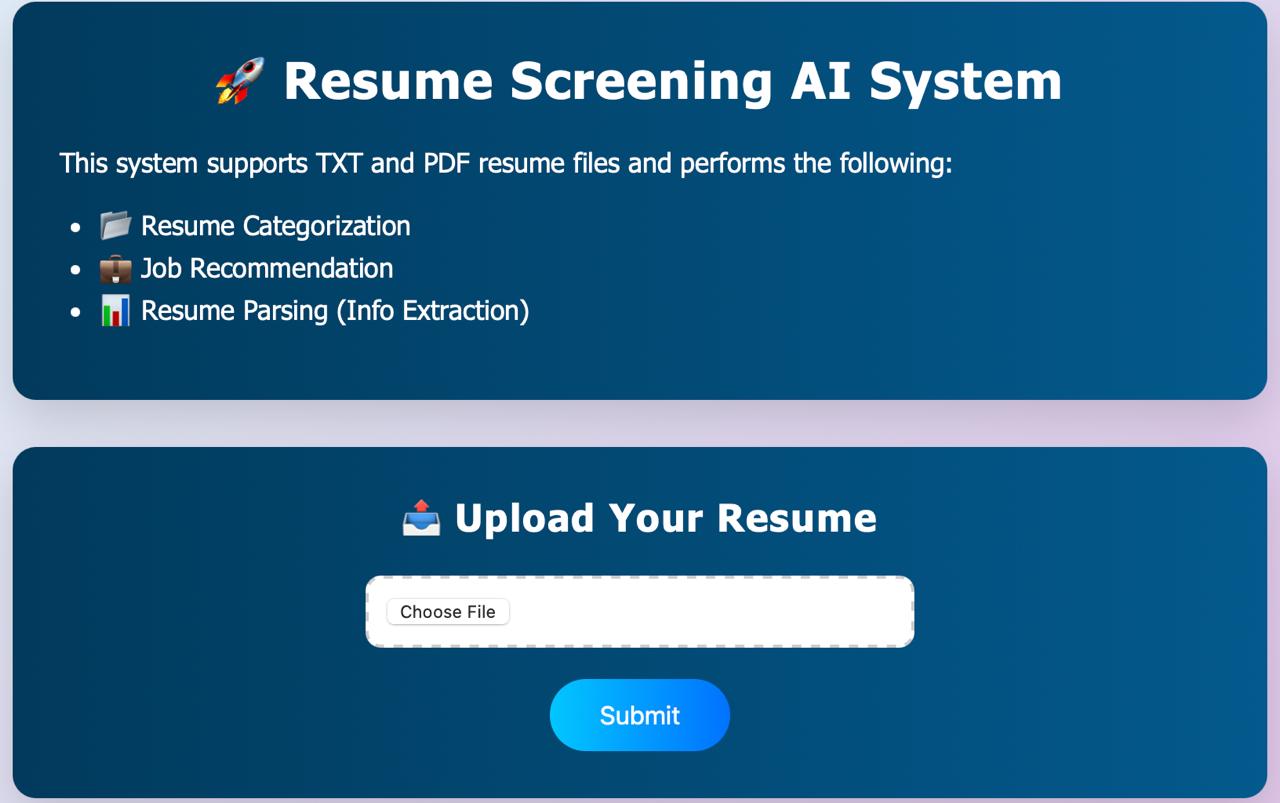 🚀 Resume Screening AI System
This system supports TXT and PDF resume files and performs the following:
• 📂 Resume Categorization
• 💼 Job Recommendation
• 📊 Resume Parsing (Info Extraction)
📤 Upload Your Resume
Choose File
Submit